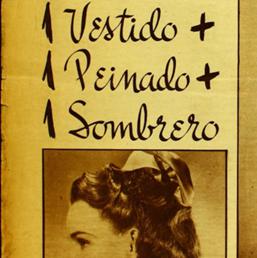 1 Vestido +
1 Peinado +
1 Sombrero